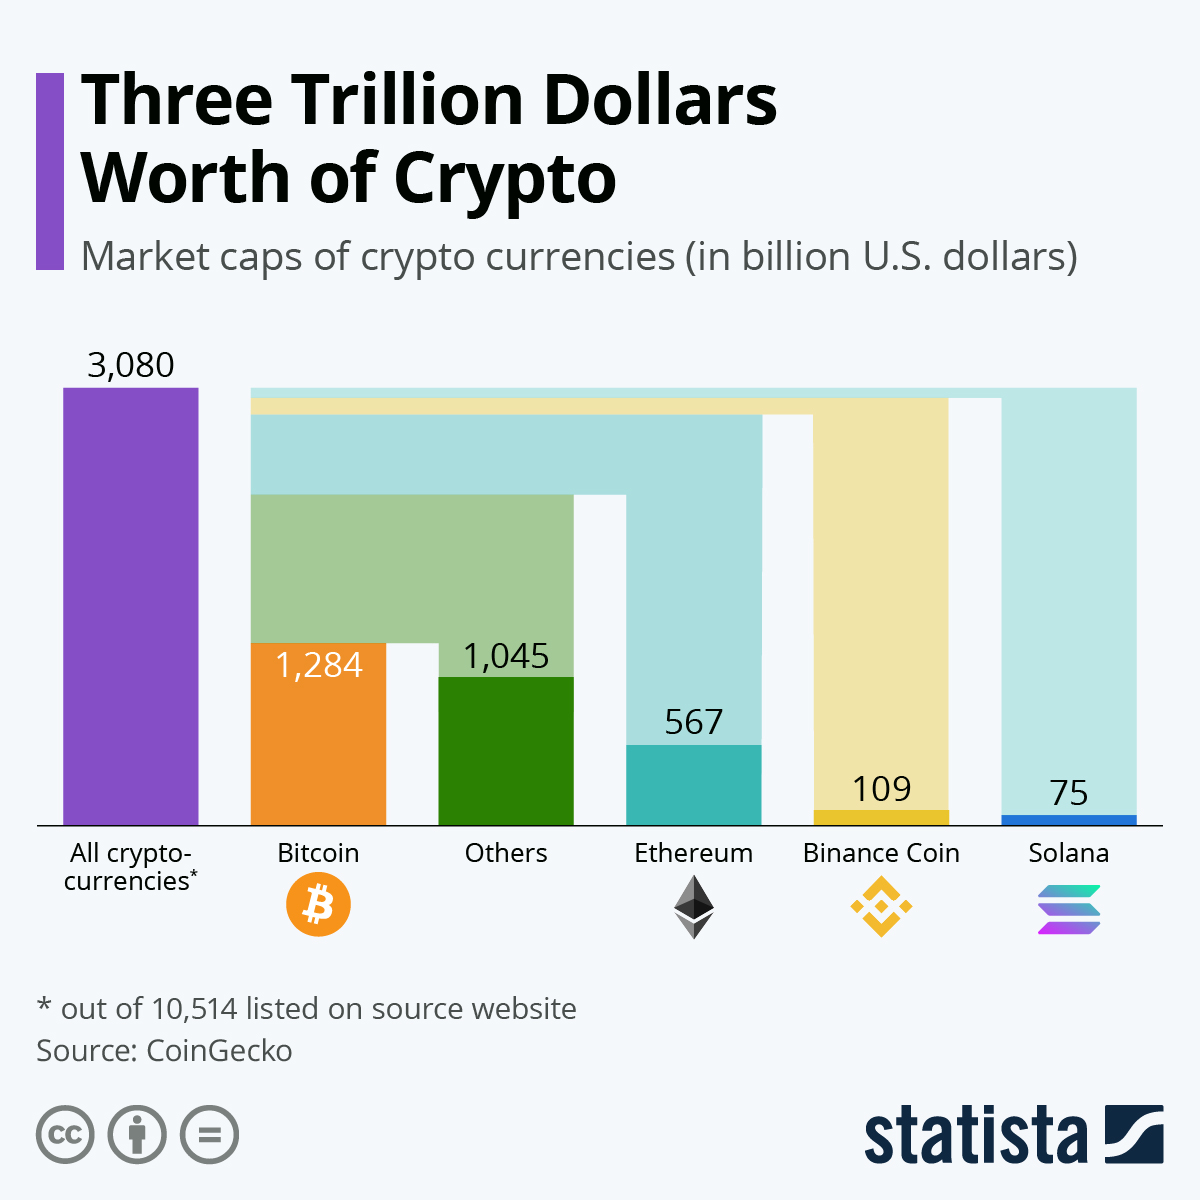 Three Trillion Dollars
Worth of Crypto
Market caps of crypto currencies (in billion U.S. dollars)
3,080
1,284
1,045
567
109
75
All crypto-
currencies*
Bitcoin
Others
Ethereum
Binance Coin
Solana
* out of 10,514 listed on source website
Source: CoinGecko
cc
statista